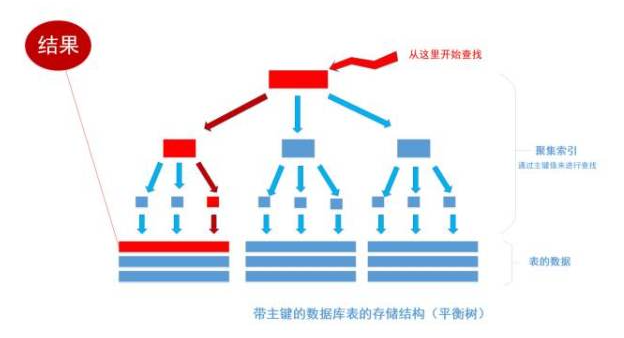 结果
从这里开始查找
聚集索引
通过主键值来进行查找
表的数据
带主键的数据库表的存储结构（平衡树）